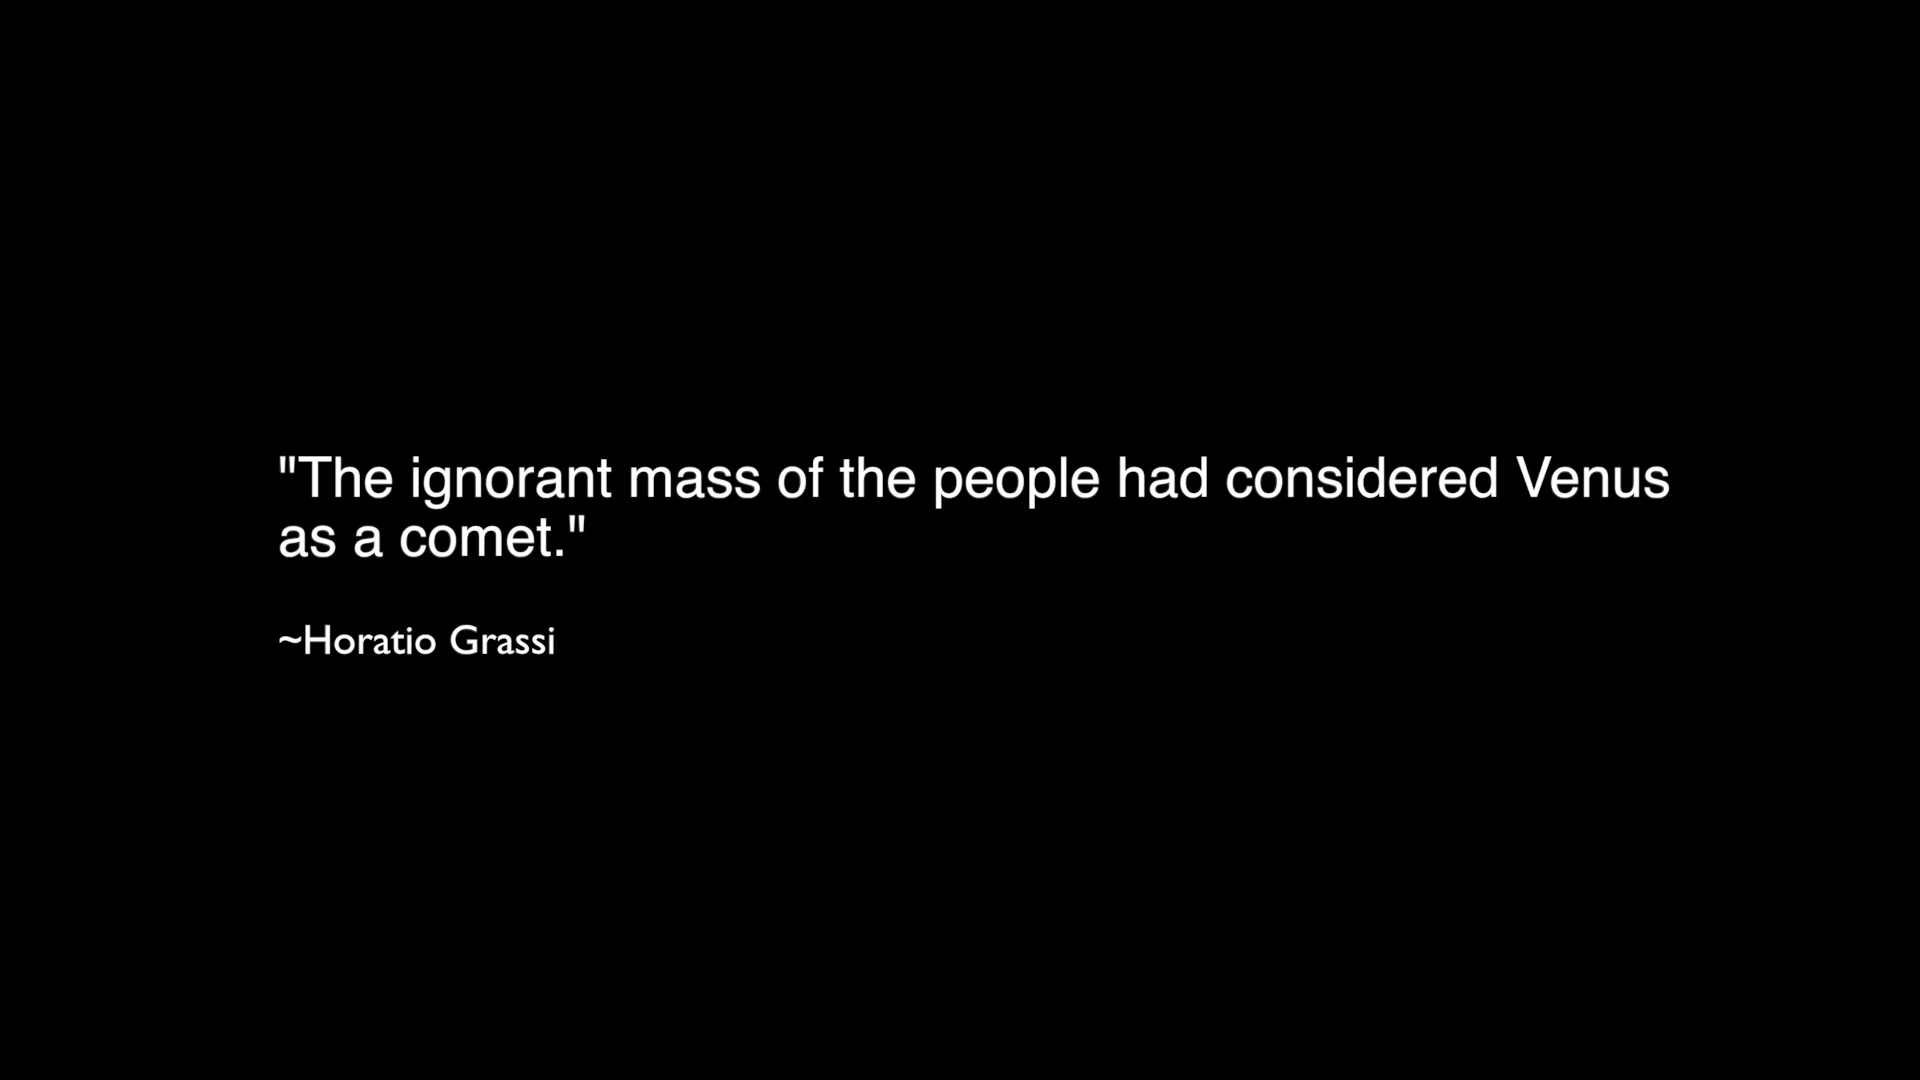 "The ignorant mass of the people had considered Venus
as a comet."
~Horatio Grassi